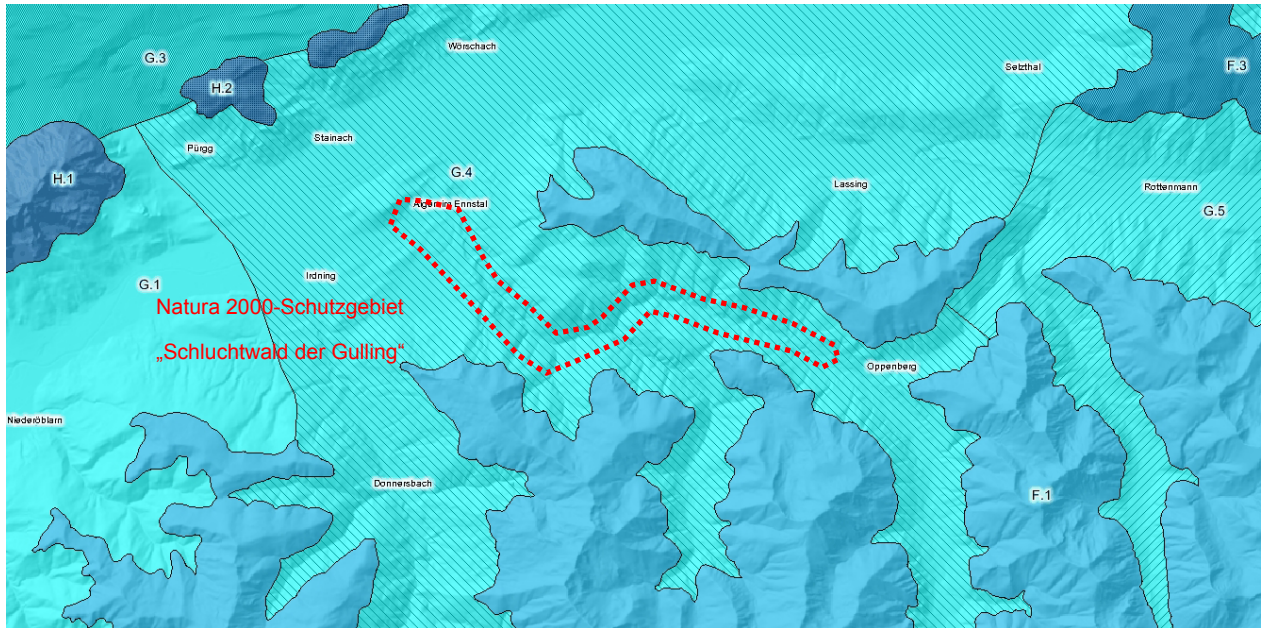 Wörschach
G.3
Selzthal
F.3
H.2
Stainach
Pürgg
G.4
H.1
Lassing
Rottenmann
Aigen im Ennstal
G.5
Irdning
G.1
Natura 2000-Schutzgebiet
„Schluchtwald der Gulling“
Oppenberg
Niederöblarn
Donnersbach
F.1